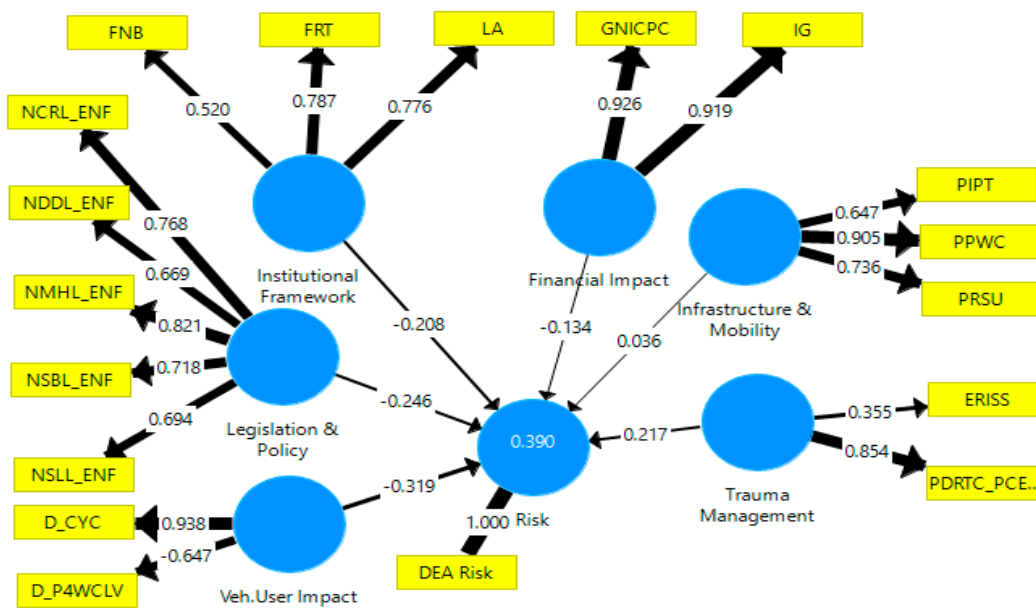 FNB
FRT
LA
GNICPC
IG
NCRL_ENF
0.520
0.787
0.776
0.926
0.919
NDDL_ENF
0.768
PIPT
0.647
0.669
PPWC
0.905
NMHL_ENF
Institutional
Framework
Financial Impact
0.736
Infrastructure &
Mobility
PRSU
0.821
-0.208
-0.134
0.036
NSBL_ENF
0.718
0.694
-0.246
ERISS
0.355
Legislation &
Policy
0.390
0.217
0.854
NSLL_ENF
-0.319
Trauma
Management
PDRTC_PCE...
D_CYC
0.938
1.000
Risk
-0.647
D_P4WCLV
Veh.User Impact
DEA Risk